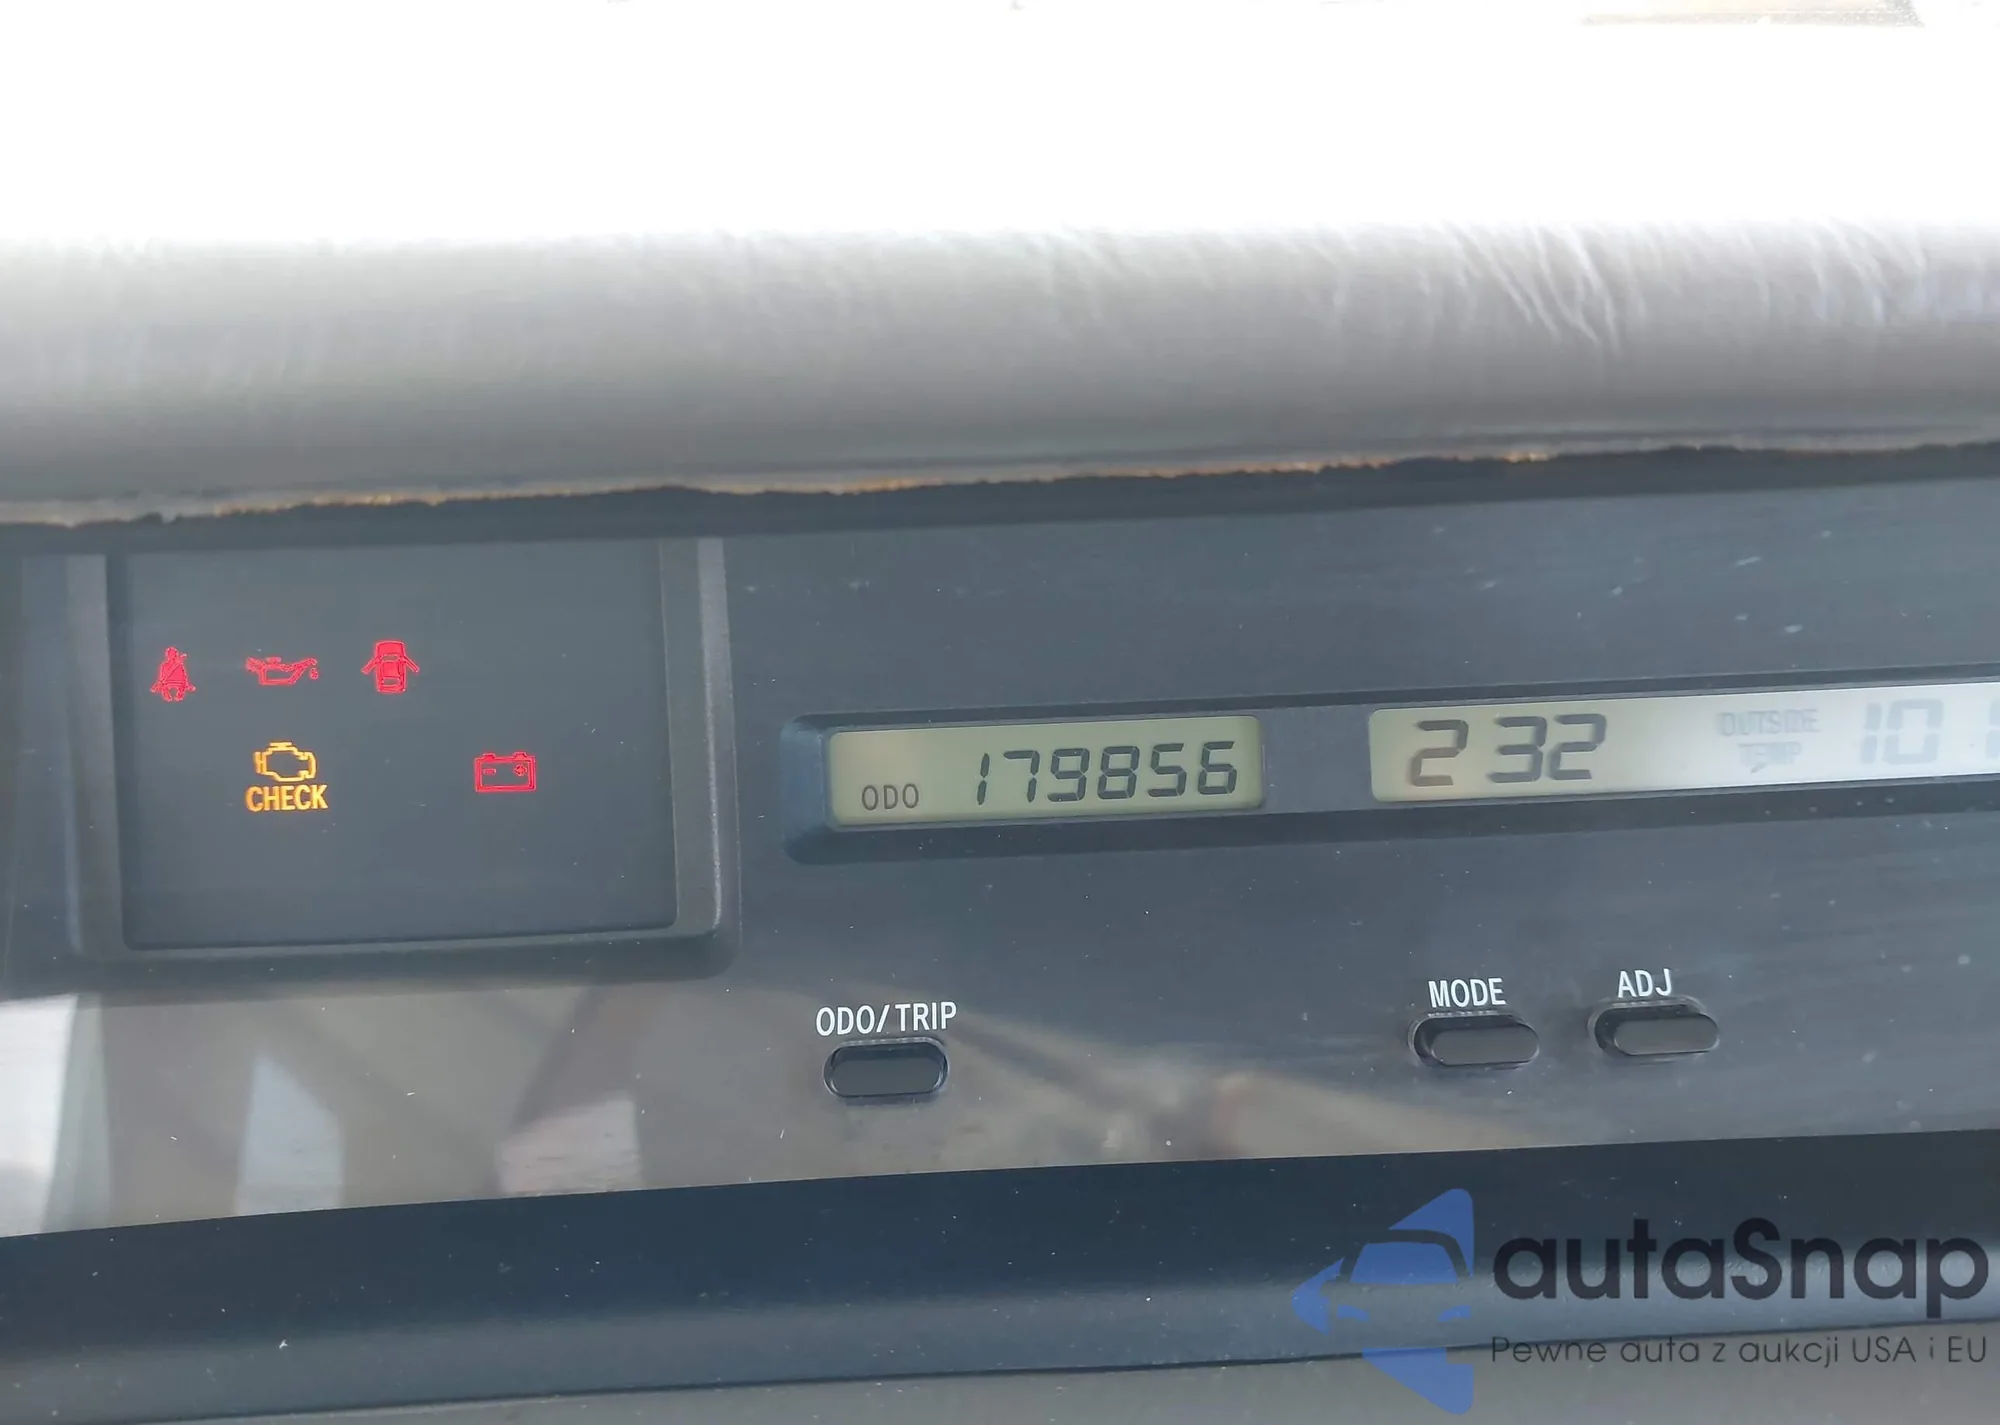 ODO 179856
2 32 OUTSIDE
TEMP
CHECK
ODO/TRIP
MODE
ADJ
autaSnap
Pewne auta z aukcji USA i EU